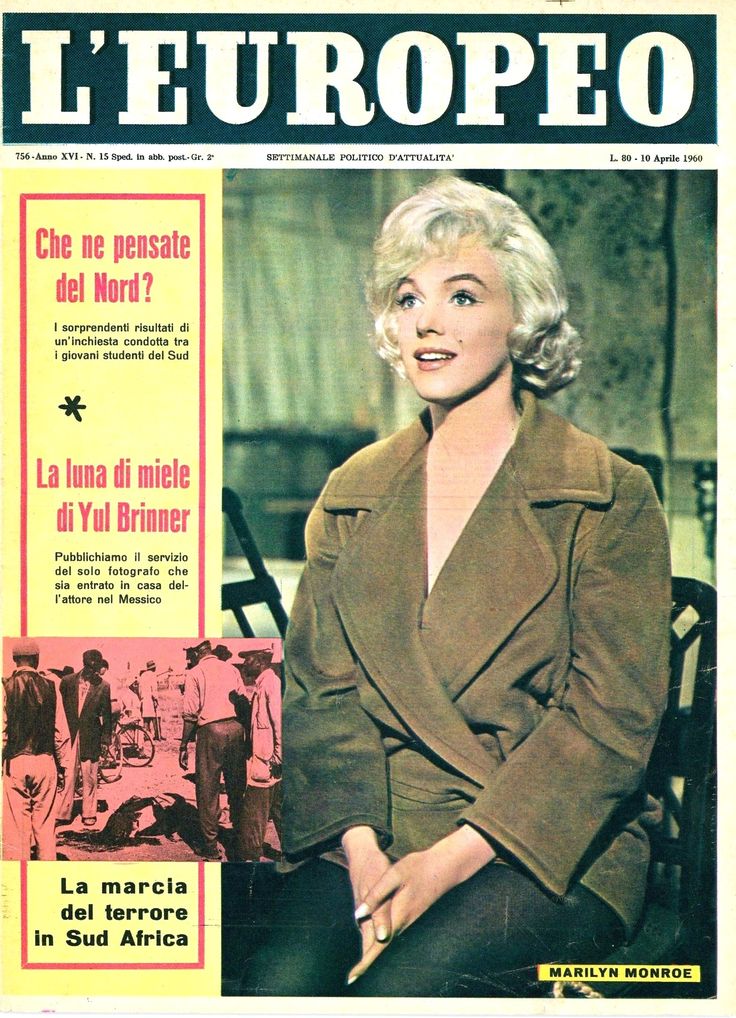 L'EUROPEO
756 - Anno XVI - N. 15 Sped. in abb. post. - Gr. 2ª
SETTIMANALE POLITICO D'ATTUALITA'
L. 80 - 10 Aprile 1960
Che ne pensate
del Nord?
I sorprendenti risultati di
un'inchiesta condotta tra
i giovani studenti del Sud
*
La luna di miele
di Yul Brinner
Pubblichiamo il servizio
del solo fotografo che
sia entrato in casa del-
l'attore nel Messico
La marcia
del terrore
in Sud Africa
MARILYN MONROE